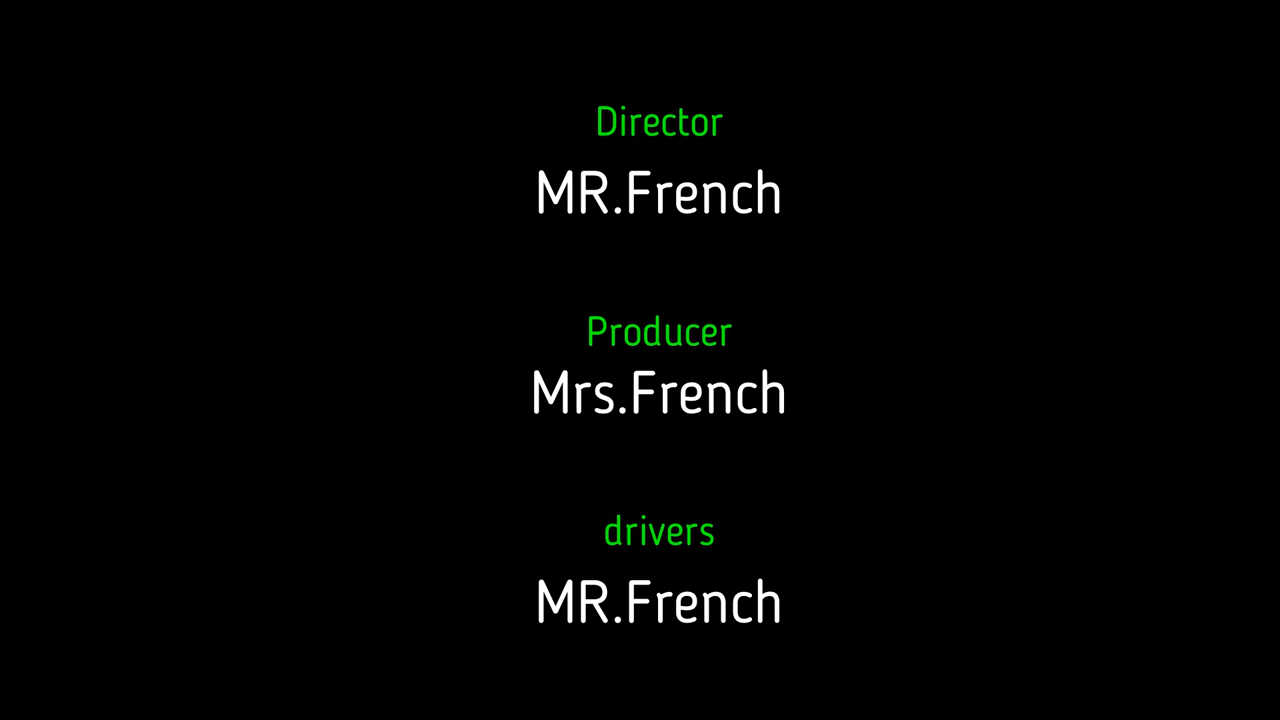 Director
MR.French
Producer
Mrs.French
drivers
MR.French